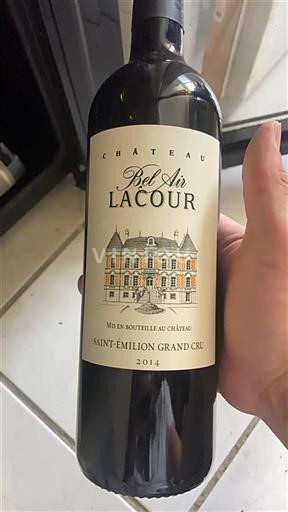 CHÂTEAU
Bel Air
LACOUR
MIS EN BOUTEILLE AU CHÂTEAU
SAINT-ÉMILION GRAND CRU
2014